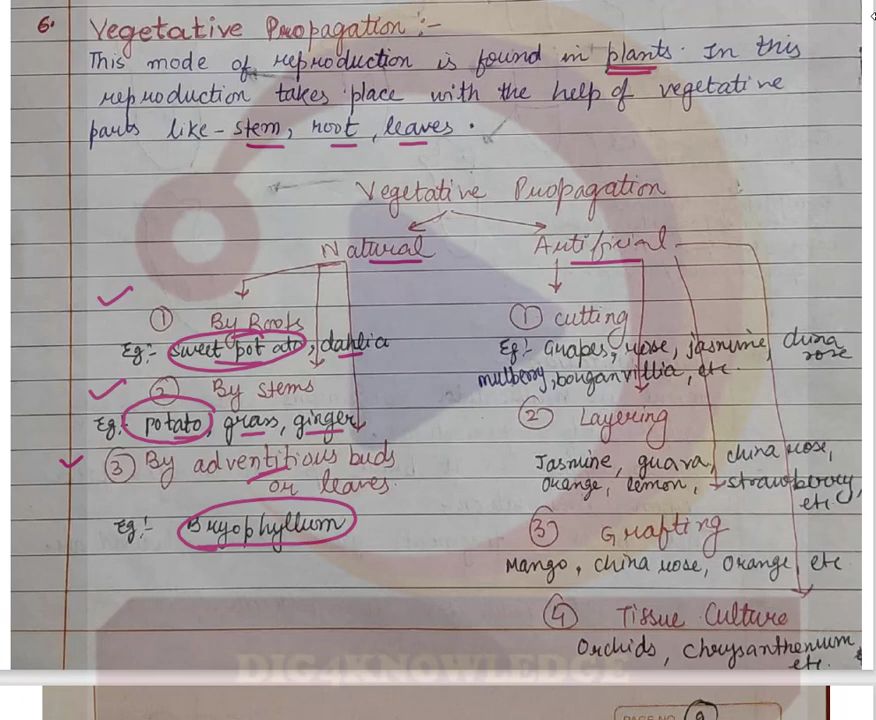 6. Vegetative Propagation :-
This mode of reproduction is found in plants. In this
reproduction takes place with the help of vegetative
parts like - stem, root, leaves.
Vegetative Propagation
Natural
Artificial
① By Roots
Eg:- sweet potato, dahlia
② By stems
Eg:- potato, grass, ginger
③ By adventitious buds
or leaves.
Eg:- Bryophyllum
① cutting
Eg:- Grapes, rose, jasmine, china
rose
mulberry, bouganvillia, etc.
② Layering
Jasmine, guava, china rose,
orange, lemon, strawberry,
etc.
③ Grafting
Mango, china rose, orange, etc
④ Tissue Culture
Orchids, chrysanthenum,
etc.
DIG4KNOWLEDGE
PAGE NO. 9